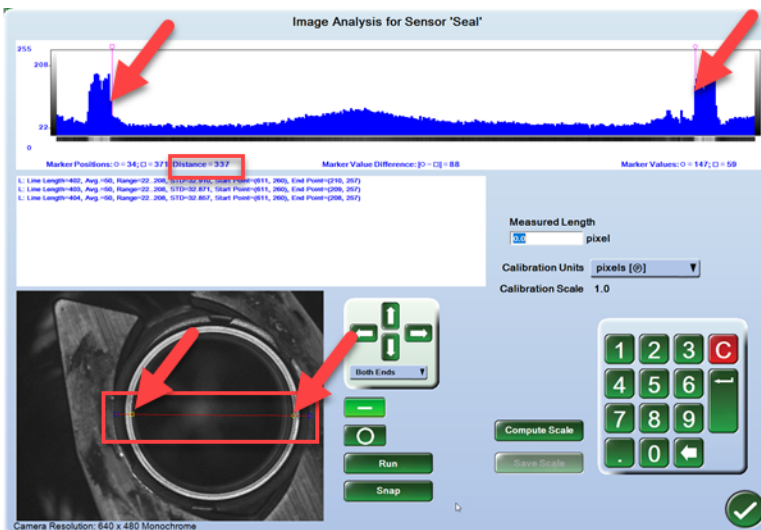 Image Analysis for Sensor 'Seal'
255
208
22
0
Marker Positions: O = 34; □ = 371 Distance = 337
Marker Value Difference: |O - □| = 88
Marker Values: O = 147; □ = 59
L: Line Length=402, Avg.=50, Range=22..208, STD=32.910, Start Point=(611, 260), End Point=(210, 257)
L: Line Length=403, Avg.=50, Range=22..208, STD=32.871, Start Point=(611, 260), End Point=(209, 257)
L: Line Length=404, Avg.=50, Range=22..208, STD=32.857, Start Point=(611, 260), End Point=(208, 257)
Measured Length
0.0 pixel
Calibration Units pixels [℗]
Calibration Scale 1.0
Both Ends
Run
Snap
Compute Scale
Save Scale
1 2 3 C
4 5 6
7 8 9
. 0
Camera Resolution: 640 x 480 Monochrome